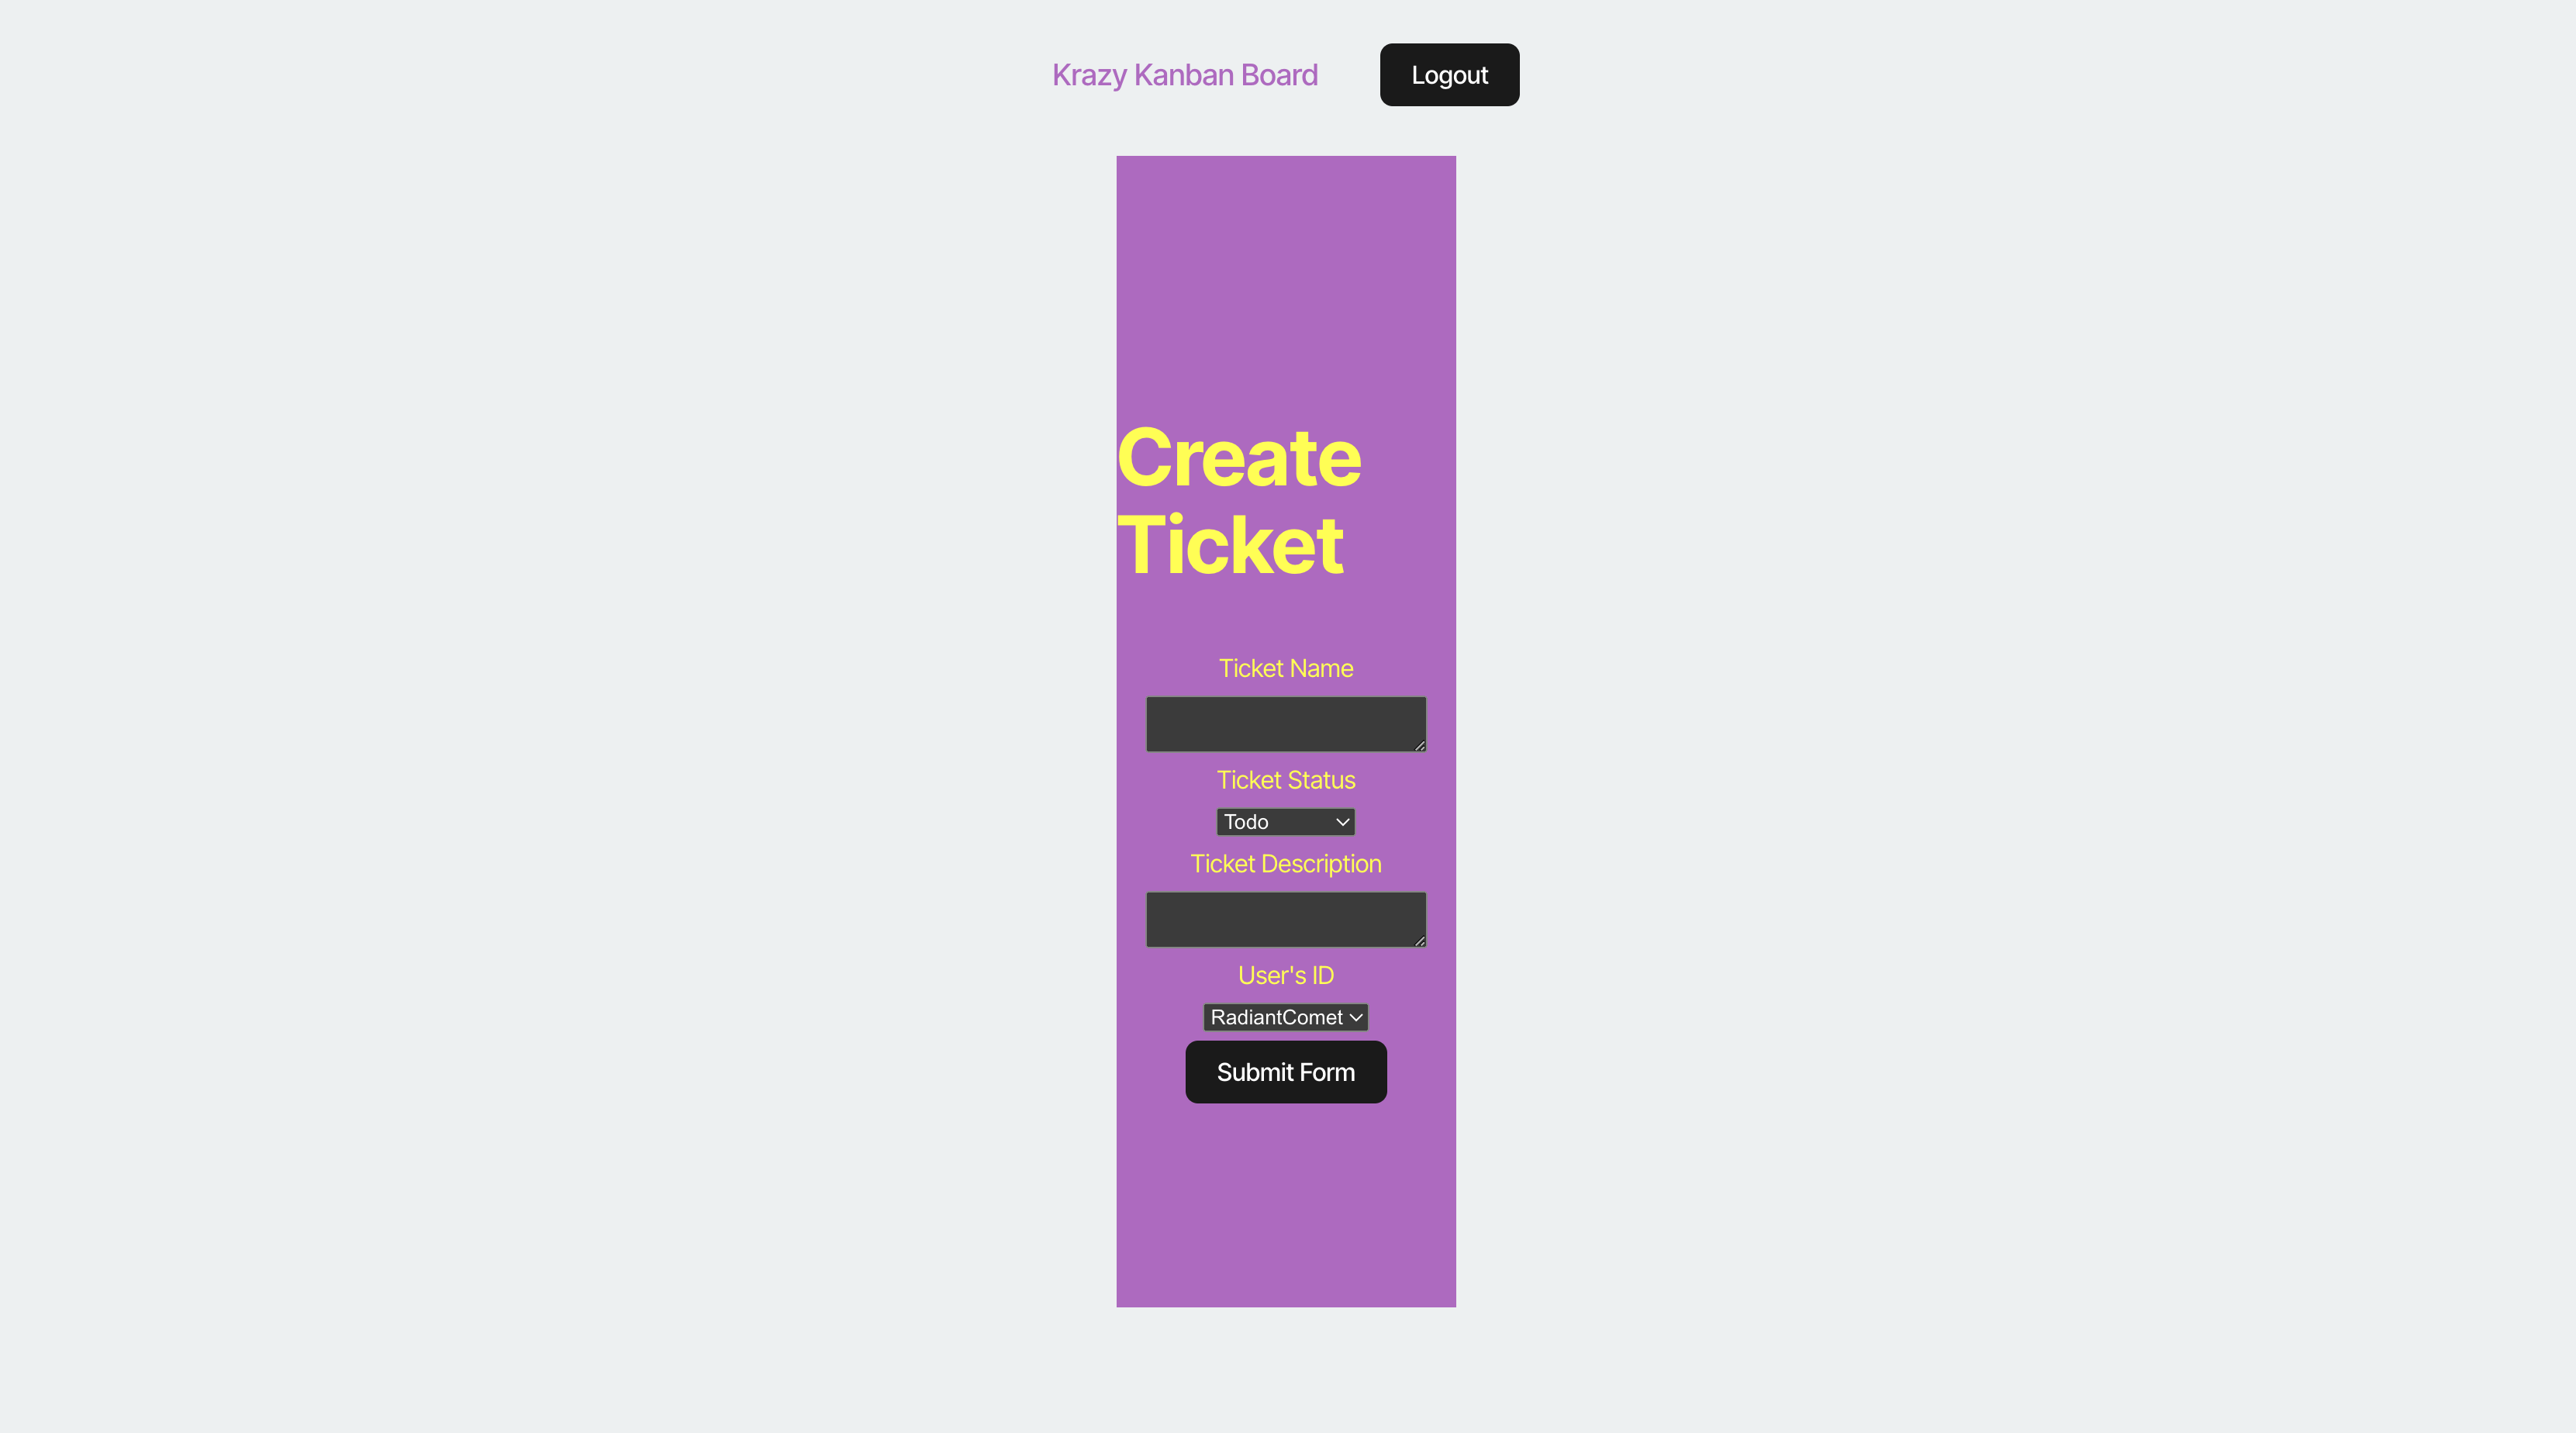 Krazy Kanban Board
Logout
Create
Ticket
Ticket Name
Ticket Status
Todo
Ticket Description
User's ID
RadiantComet
Submit Form